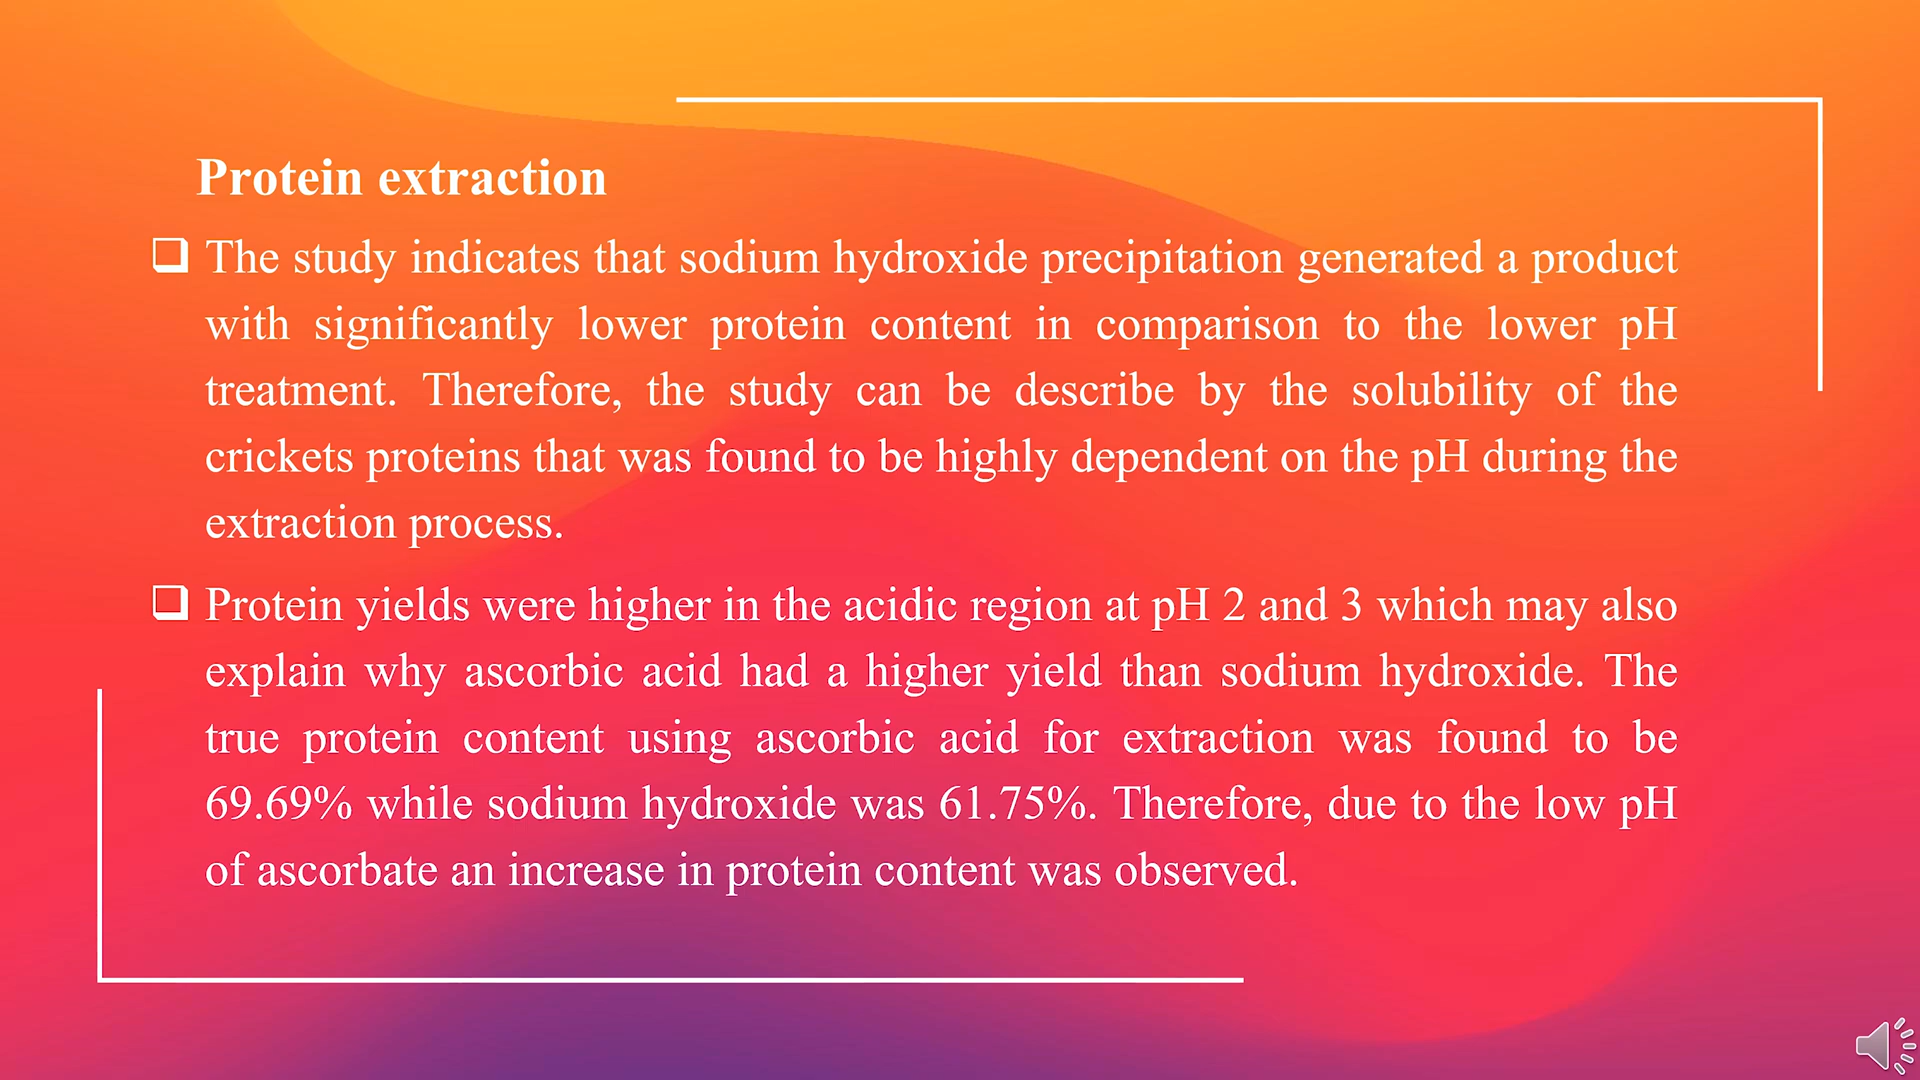 Protein extraction
The study indicates that sodium hydroxide precipitation generated a product
with significantly lower protein content in comparison to the lower pH
treatment. Therefore, the study can be describe by the solubility of the
crickets proteins that was found to be highly dependent on the pH during the
extraction process.
Protein yields were higher in the acidic region at pH 2 and 3 which may also
explain why ascorbic acid had a higher yield than sodium hydroxide. The
true protein content using ascorbic acid for extraction was found to be
69.69% while sodium hydroxide was 61.75%. Therefore, due to the low pH
of ascorbate an increase in protein content was observed.